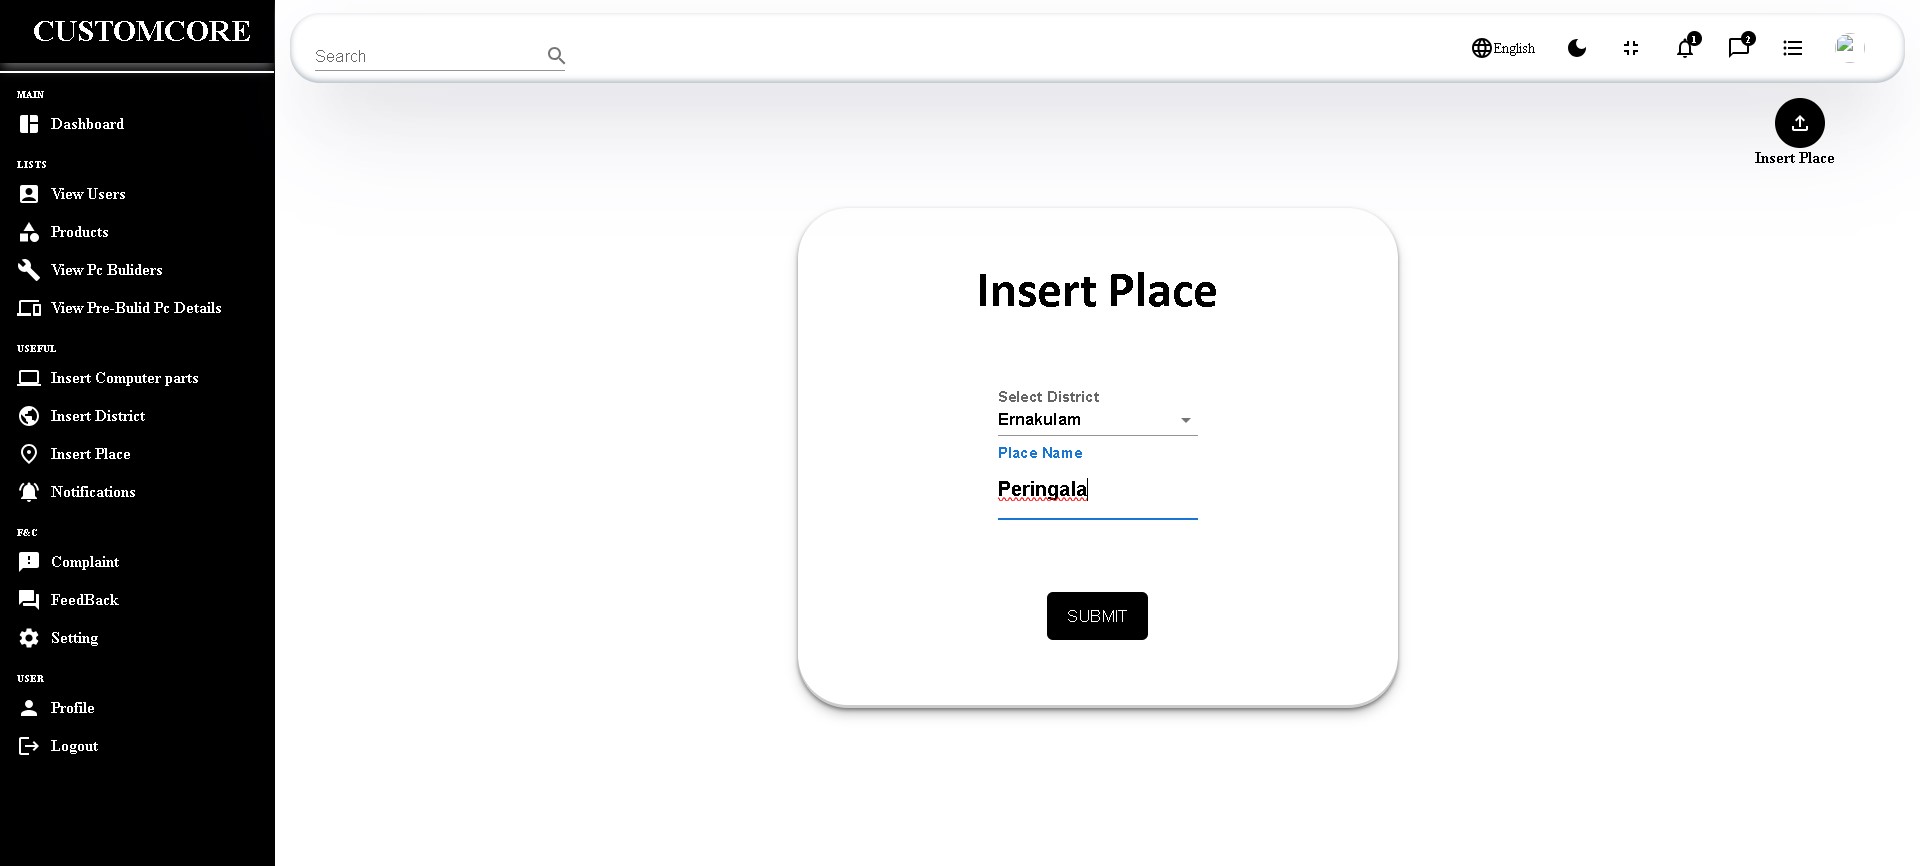 CUSTOMCORE
MAIN
Dashboard
LISTS
View Users
Products
View Pc Buliders
View Pre-Bulid Pc Details
USEFUL
Insert Computer parts
Insert District
Insert Place
Notifications
F&C
Complaint
FeedBack
Setting
USER
Profile
Logout
Search
English
1
2
Insert Place
Insert Place
Select District
Ernakulam
Place Name
Peringala
SUBMIT